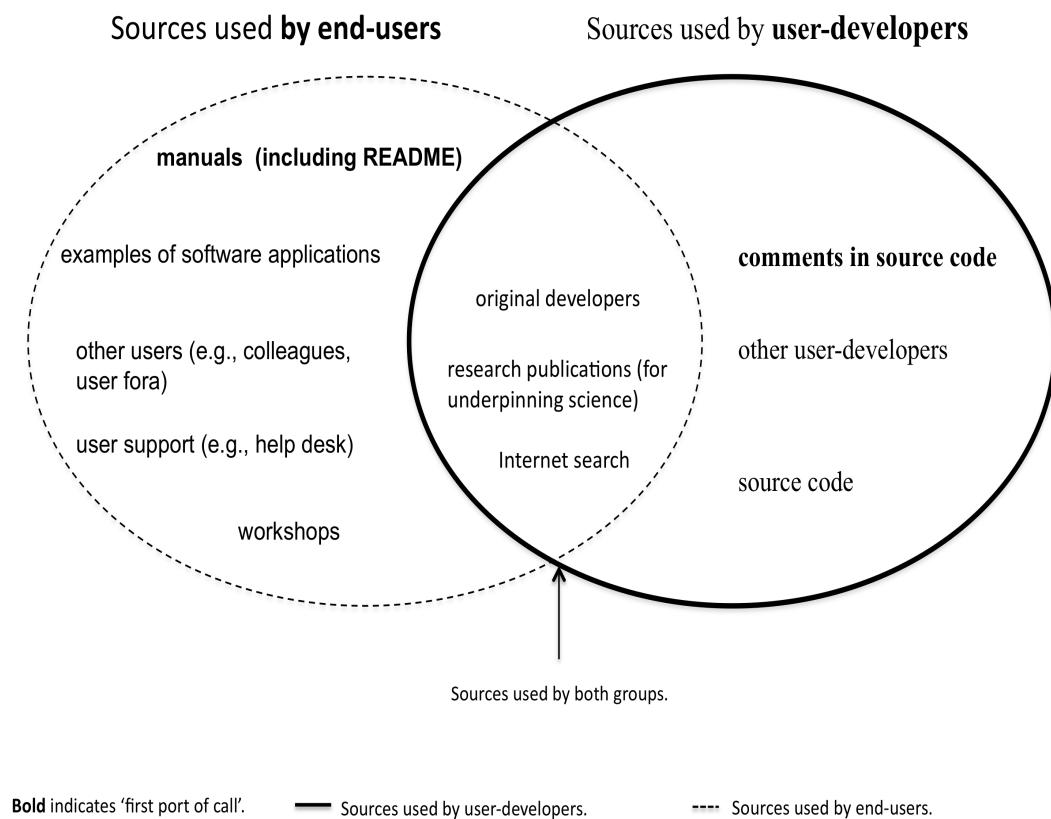 Sources used by end-users
Sources used by user-developers
manuals (including README)
examples of software applications
other users (e.g., colleagues,
user fora)
user support (e.g., help desk)
workshops
original developers
research publications (for
underpinning science)
Internet search
comments in source code
other user-developers
source code
Sources used by both groups.
Bold indicates ‘first port of call’.
Sources used by user-developers.
Sources used by end-users.